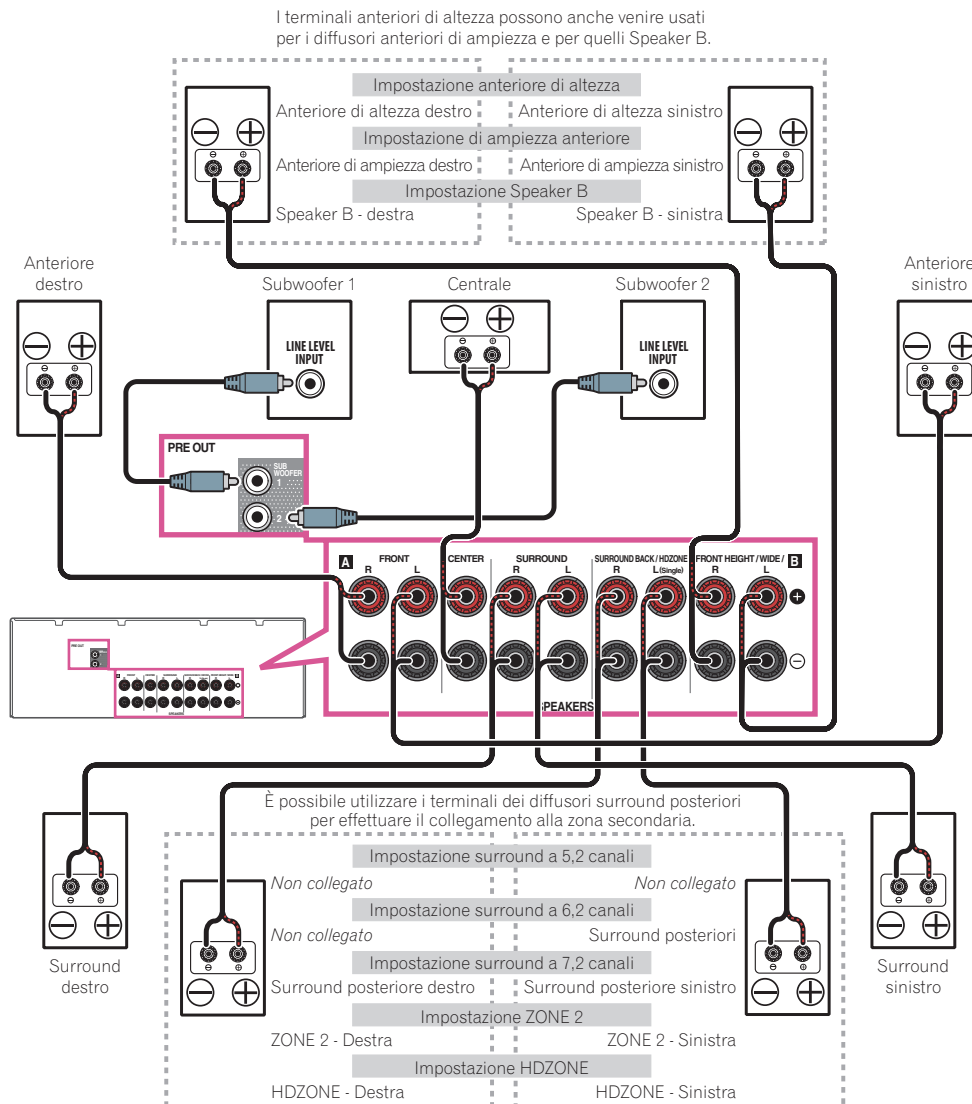 I terminali anteriori di altezza possono anche venire usati
per i diffusori anteriori di ampiezza e per quelli Speaker B.
Impostazione anteriore di altezza
Anteriore di altezza destro
Anteriore di altezza sinistro
Impostazione di ampiezza anteriore
Anteriore di ampiezza destro
Anteriore di ampiezza sinistro
Impostazione Speaker B
Speaker B - destra
Speaker B - sinistra
Anteriore
destro
Subwoofer 1
Centrale
Subwoofer 2
Anteriore
sinistro
LINE LEVEL
INPUT
LINE LEVEL
INPUT
PRE OUT
SUB
WOOFER
1
2
A
FRONT
R
L
CENTER
SURROUND
R
L
SURROUND BACK / HDZONE
R
L (Single)
FRONT HEIGHT / WIDE / B
R
L
SPEAKERS
PRE OUT
È possibile utilizzare i terminali dei diffusori surround posteriori
per effettuare il collegamento alla zona secondaria.
Impostazione surround a 5,2 canali
Non collegato
Non collegato
Impostazione surround a 6,2 canali
Non collegato
Surround posteriori
Impostazione surround a 7,2 canali
Surround posteriore destro
Surround posteriore sinistro
Impostazione ZONE 2
ZONE 2 - Destra
ZONE 2 - Sinistra
Impostazione HDZONE
HDZONE - Destra
HDZONE - Sinistra
Surround
destro
Surround
sinistro